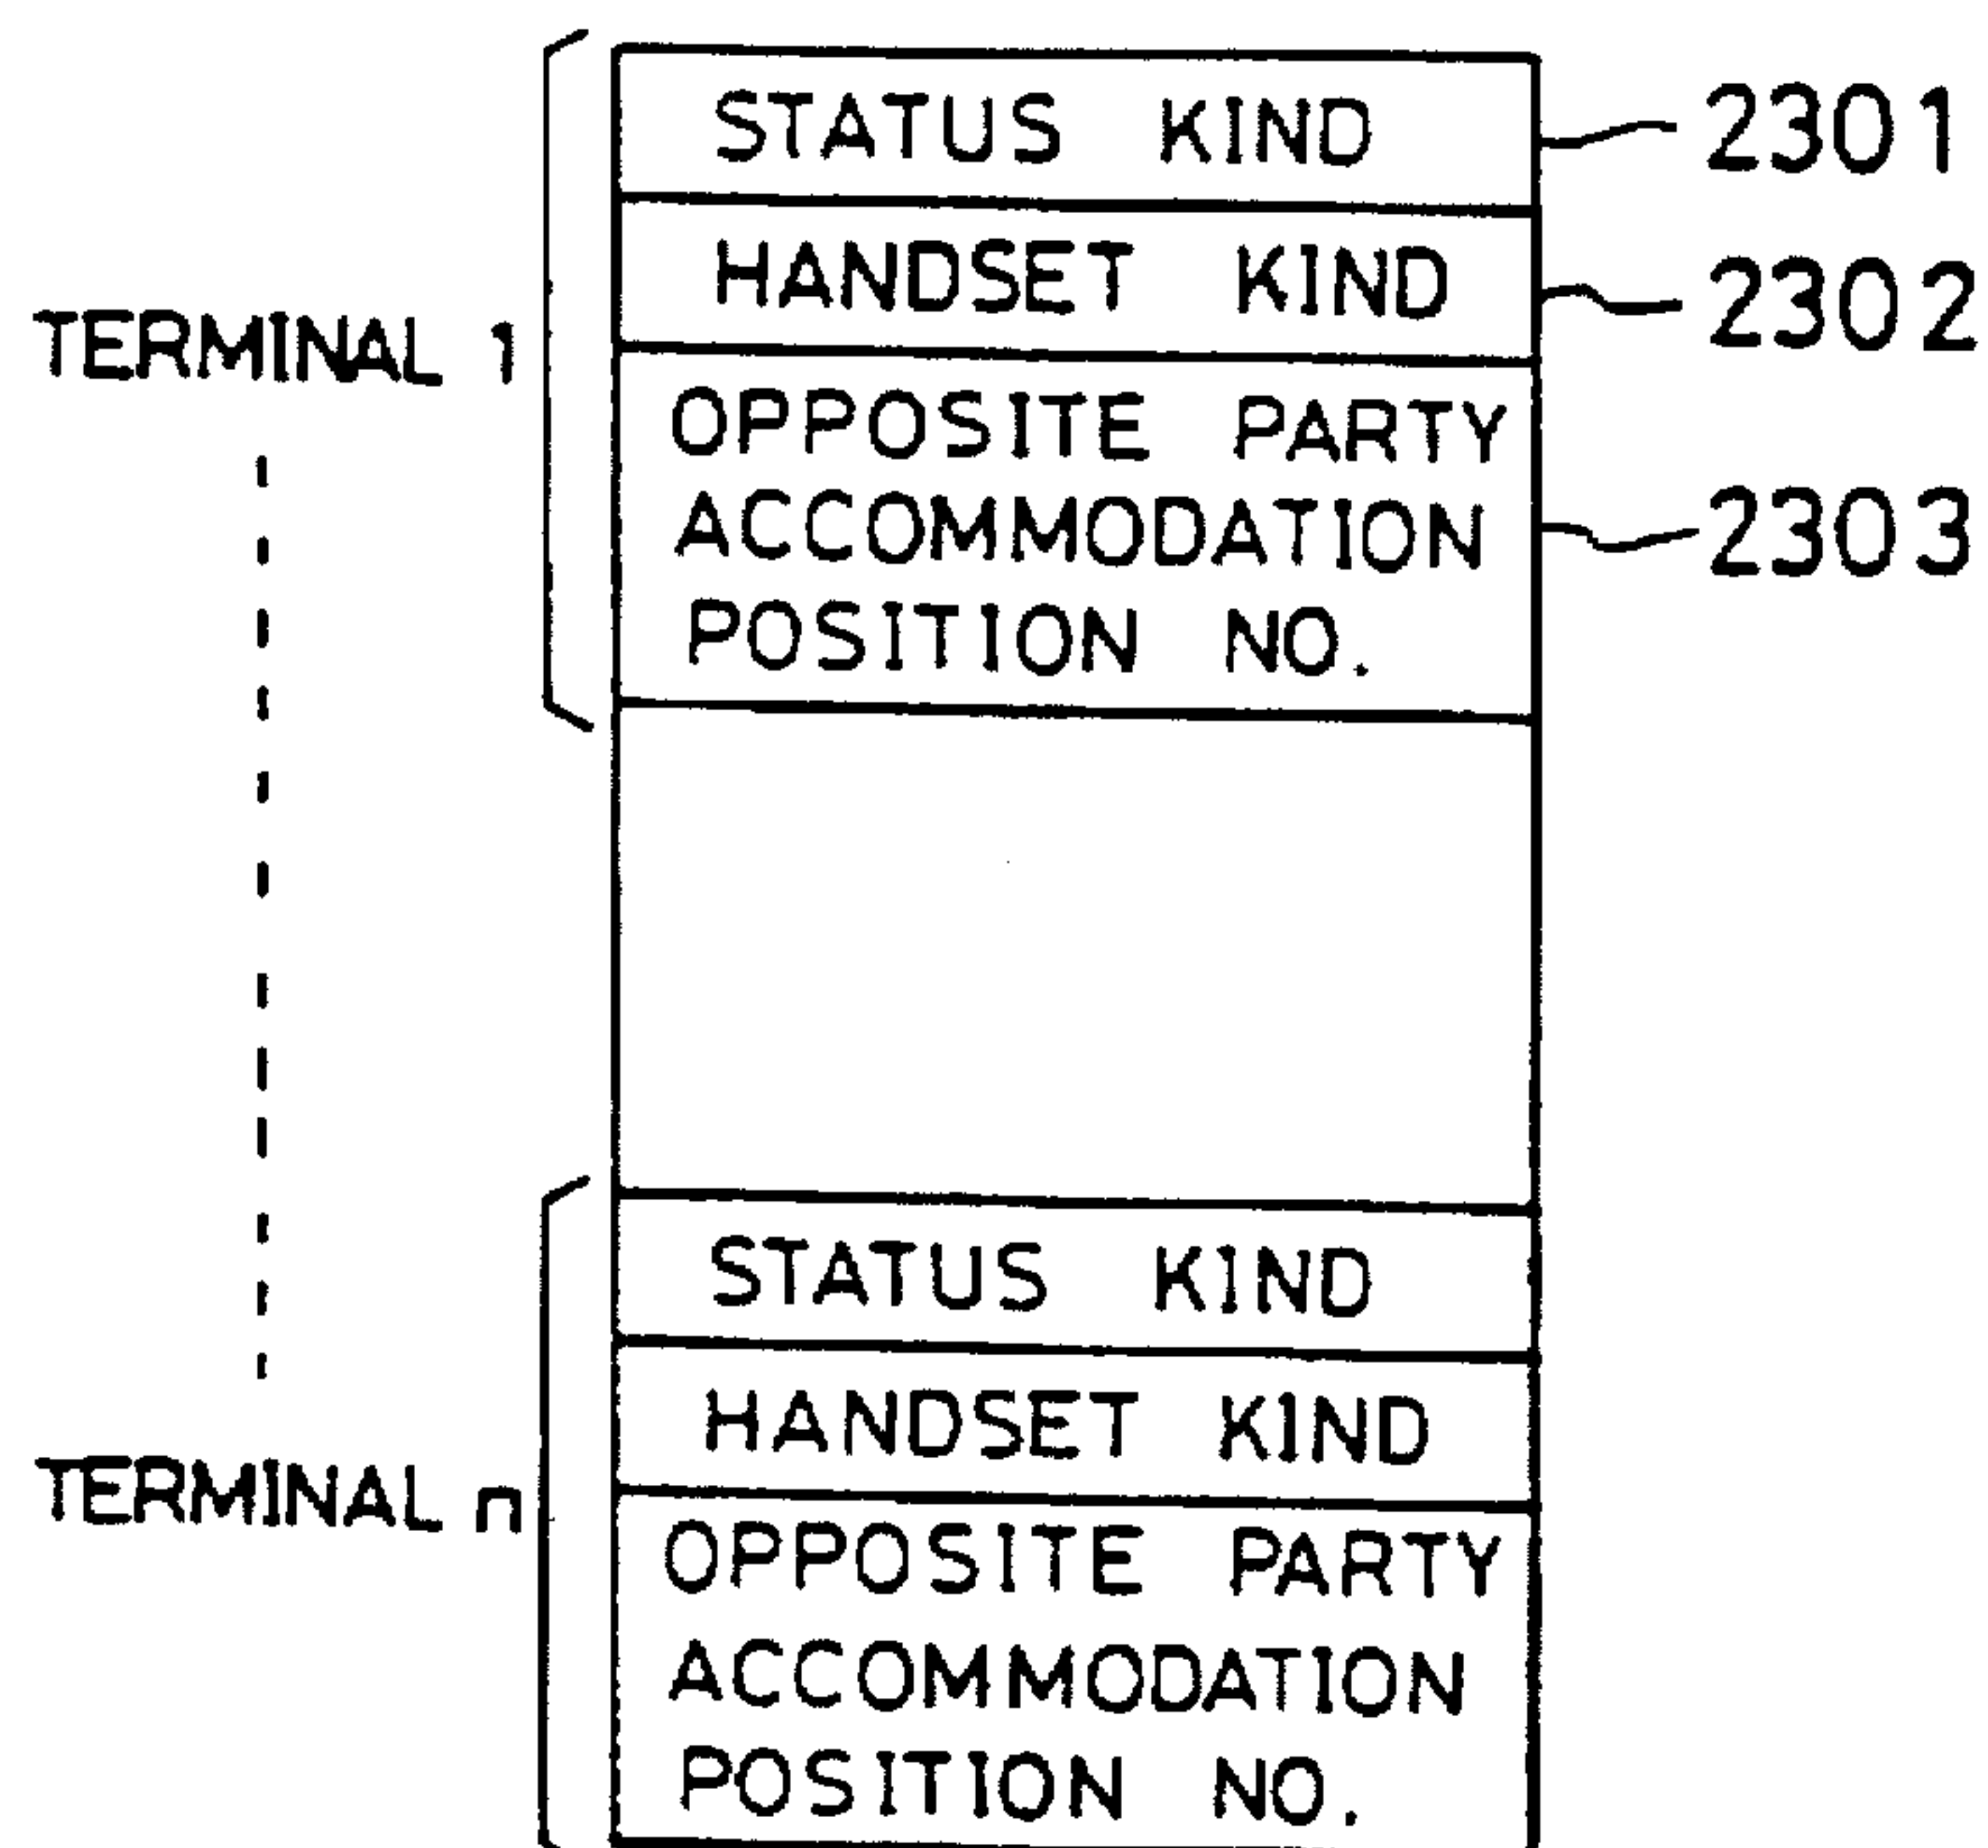 STATUS KIND
2301
HANDSET KIND
2302
TERMINAL 1
OPPOSITE PARTY
ACCOMMODATION
POSITION NO.
2303
STATUS KIND
HANDSET KIND
TERMINAL n
OPPOSITE PARTY
ACCOMMODATION
POSITION NO.